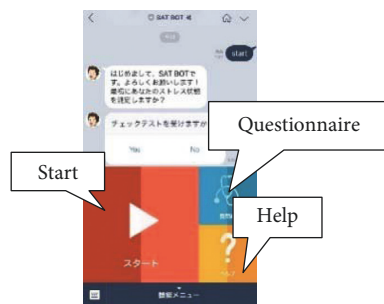 SAT BOT
start
はじめまして、SAT BOTで
す。よろしくお願いします！
最初にあなたのストレス状態
を測定しますか？
チェックテストを受けますか
Yes
No
Questionnaire
Start
Help
スタート